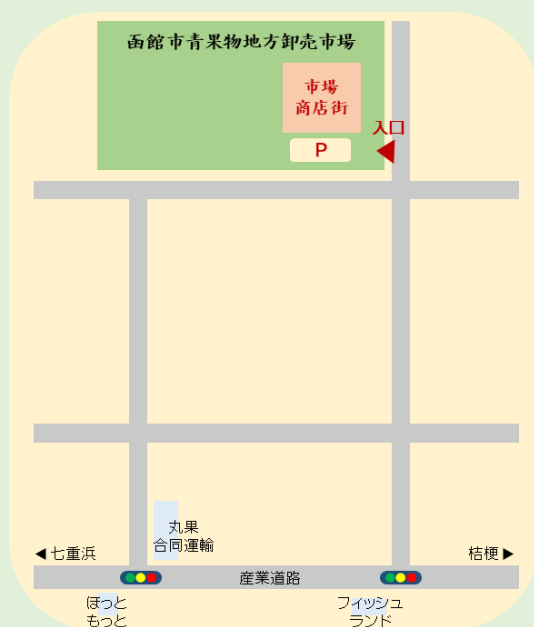 函館市青果物地方卸売市場
市場
商店街
入口
P
丸果
合同運輸
◀七重浜
桔梗▶
産業道路
ほっと
もっと
フィッシュ
ランド